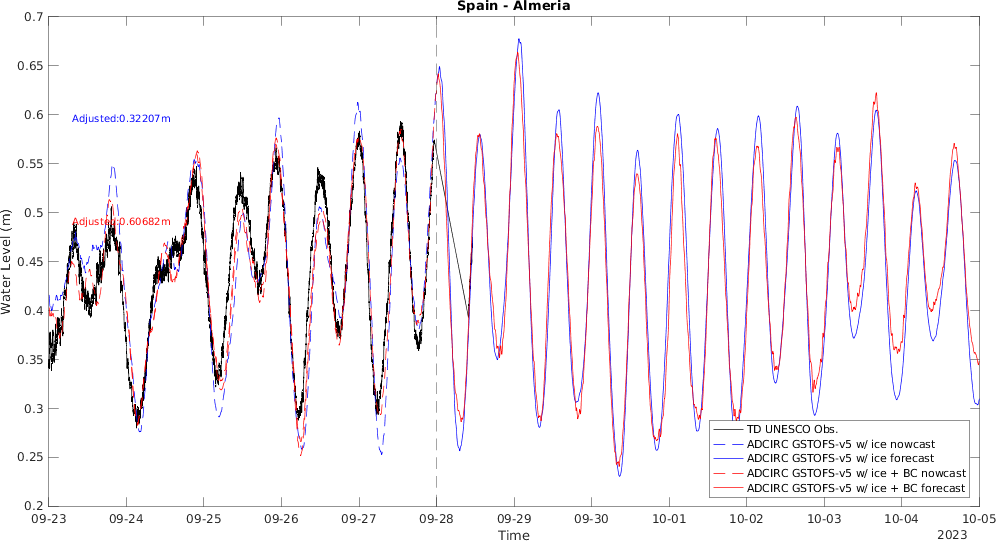 Spain - Almeria
0.7
0.65
0.6
0.55
0.5
0.45
0.4
0.35
0.3
0.25
0.2
Water Level (m)
Adjusted:0.32207m
Adjusted:0.60682m
TD UNESCO Obs.
ADCIRC GSTOFS-v5 w/ ice nowcast
ADCIRC GSTOFS-v5 w/ ice forecast
ADCIRC GSTOFS-v5 w/ ice + BC nowcast
ADCIRC GSTOFS-v5 w/ ice + BC forecast
09-23 09-24 09-25 09-26 09-27 09-28 09-29 09-30 10-01 10-02 10-03 10-04 10-05
Time
2023